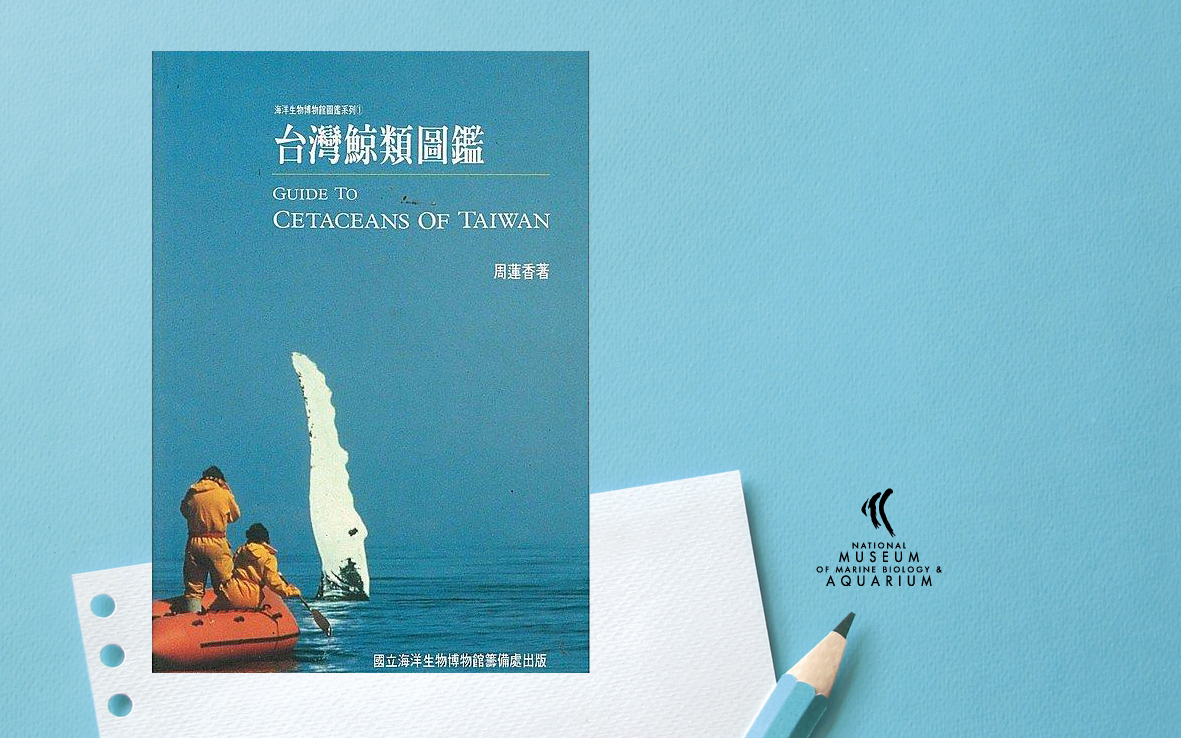 海洋生物博物館圖鑑系列①
台灣鯨類圖鑑
GUIDE TO
CETACEANS OF TAIWAN
周蓮香著
國立海洋生物博物館籌備處出版
NATIONAL
MUSEUM
OF MARINE BIOLOGY &
AQUARIUM